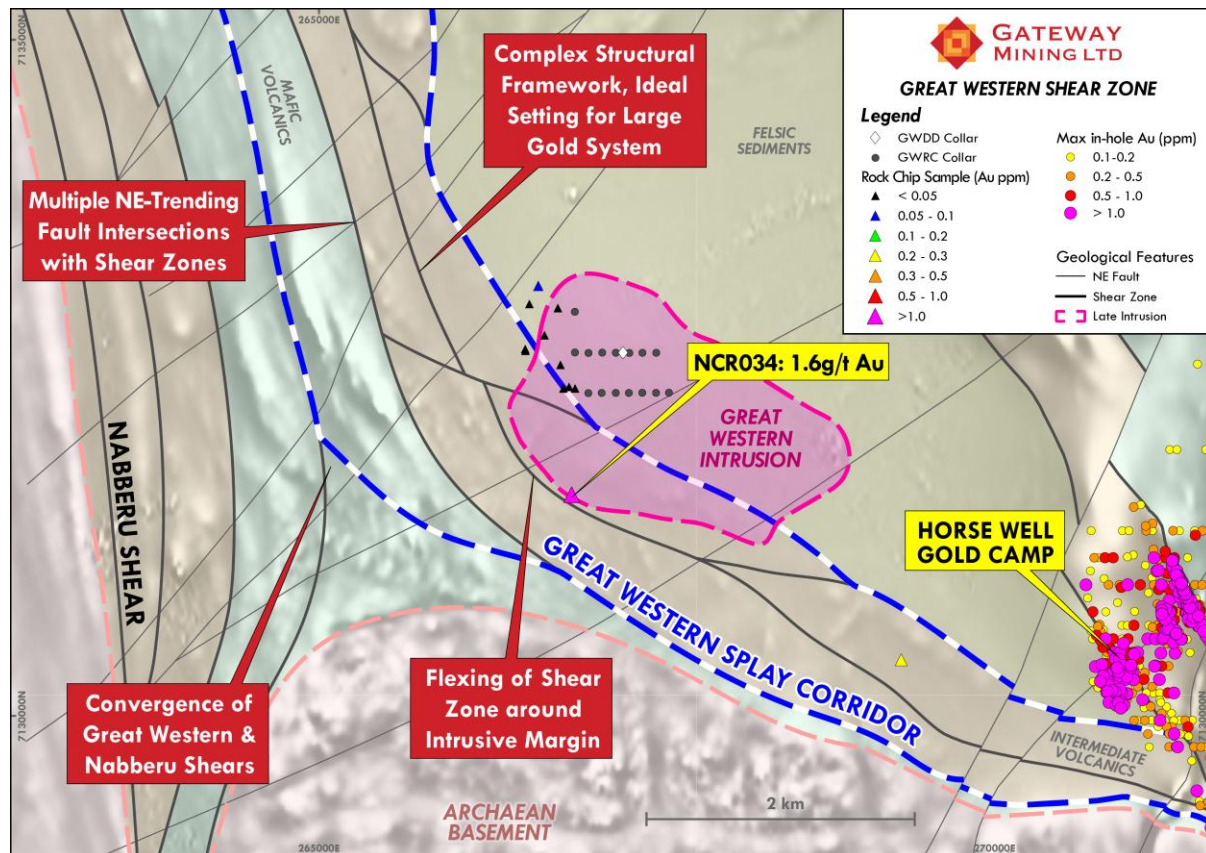 265000E
7135000N
MAFIC
VOLCANICS
Complex Structural
Framework, Ideal
Setting for Large
Gold System
FELSIC
SEDIMENTS
Multiple NE-Trending
Fault Intersections
with Shear Zones
GATEWAY
MINING LTD
GREAT WESTERN SHEAR ZONE
Legend
GWDD Collar
GWRC Collar
Rock Chip Sample (Au ppm)
< 0.05
0.05 - 0.1
0.1 - 0.2
0.2 - 0.3
0.3 - 0.5
0.5 - 1.0
>1.0
Max in-hole Au (ppm)
0.1-0.2
0.2 - 0.5
0.5 - 1.0
> 1.0
Geological Features
NE Fault
Shear Zone
Late Intrusion
NCR034: 1.6g/t Au
GREAT
WESTERN
INTRUSION
NABBERU SHEAR
HORSE WELL
GOLD CAMP
GREAT WESTERN SPLAY CORRIDOR
Convergence of
Great Western &
Nabberu Shears
Flexing of Shear
Zone around
Intrusive Margin
7130000N
7130000N
INTERMEDIATE
VOLCANICS
2 km
ARCHAEAN
BASEMENT
265000E
270000E